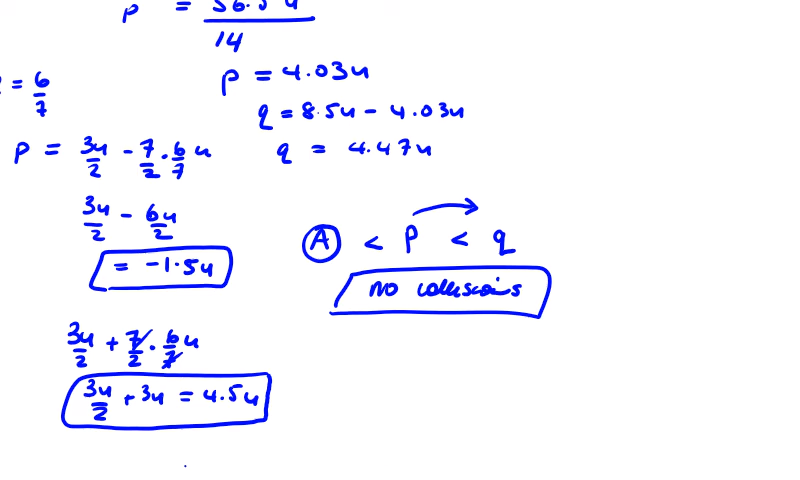 p = 56.5u
14
= 6/7
p = 4.03u
q = 8.5u - 4.03u
q = 4.47u
p = 3u/2 - 7/2 . 6/7 u
3u/2 - 6u/2
= -1.5u
3u/2 + 7/2 . 6/7 u
3u/2 + 3u = 4.5u
A < p < q
no colliscoins